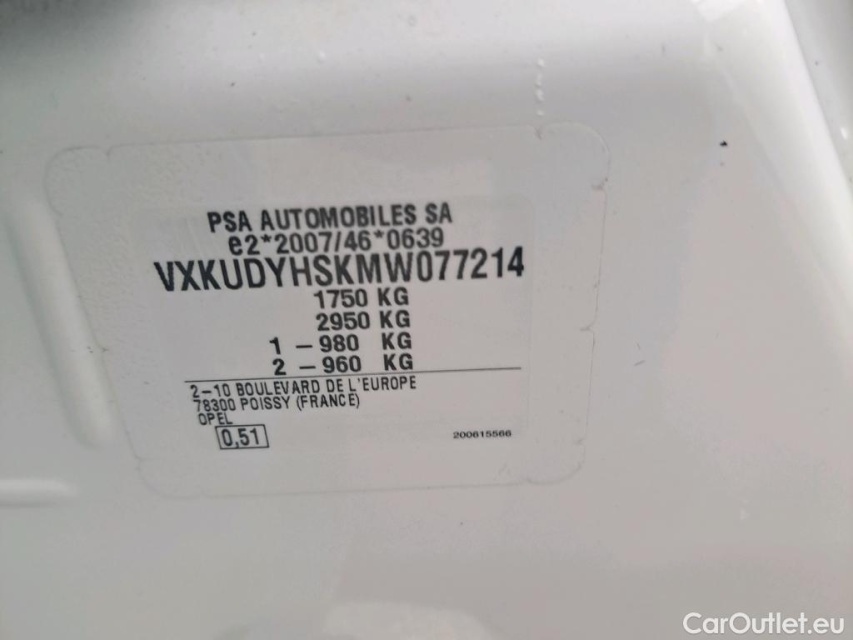 PSA AUTOMOBILES SA
e2*2007/46*0639
VXKUDYHSKMW077214
1750 KG
2950 KG
1 – 980 KG
2 – 960 KG
2–10 BOULEVARD DE L'EUROPE
78300 POISSY (FRANCE)
OPEL
0,51
200615566
CarOutlet.eu